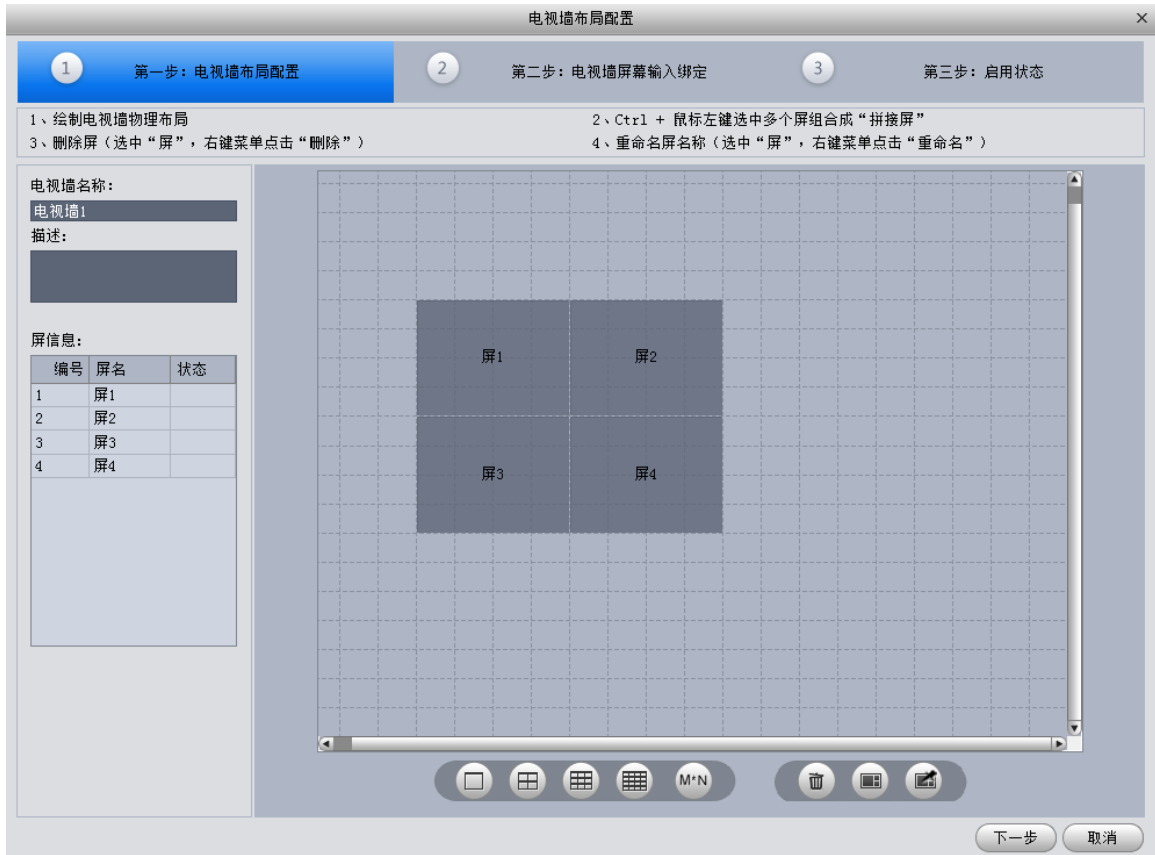 电视墙布局配置
1 第一步：电视墙布局配置
2 第二步：电视墙屏幕输入绑定
3 第三步：启用状态
1、绘制电视墙物理布局
2、Ctrl + 鼠标左键选中多个屏组合成“拼接屏”
3、删除屏（选中“屏”，右键菜单点击“删除”）
4、重命名屏名称（选中“屏”，右键菜单点击“重命名”）
电视墙名称：
电视墙1
描述：
屏信息：
编号 屏名 状态
1 屏1
2 屏2
3 屏3
4 屏4
屏1 屏2
屏3 屏4
M*N
下一步 取消